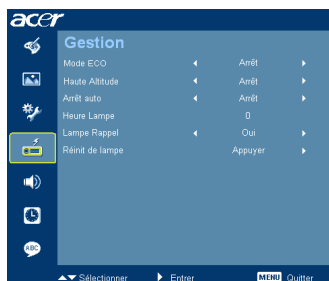 acer
Gestion
Mode ECO Arrêt
Haute Altitude Arrêt
Arrêt auto Arrêt
Heure Lampe 0
Lampe Rappel Oui
Réinit de lampe Appuyer
ABC
Sélectionner Entrer MENU Quitter